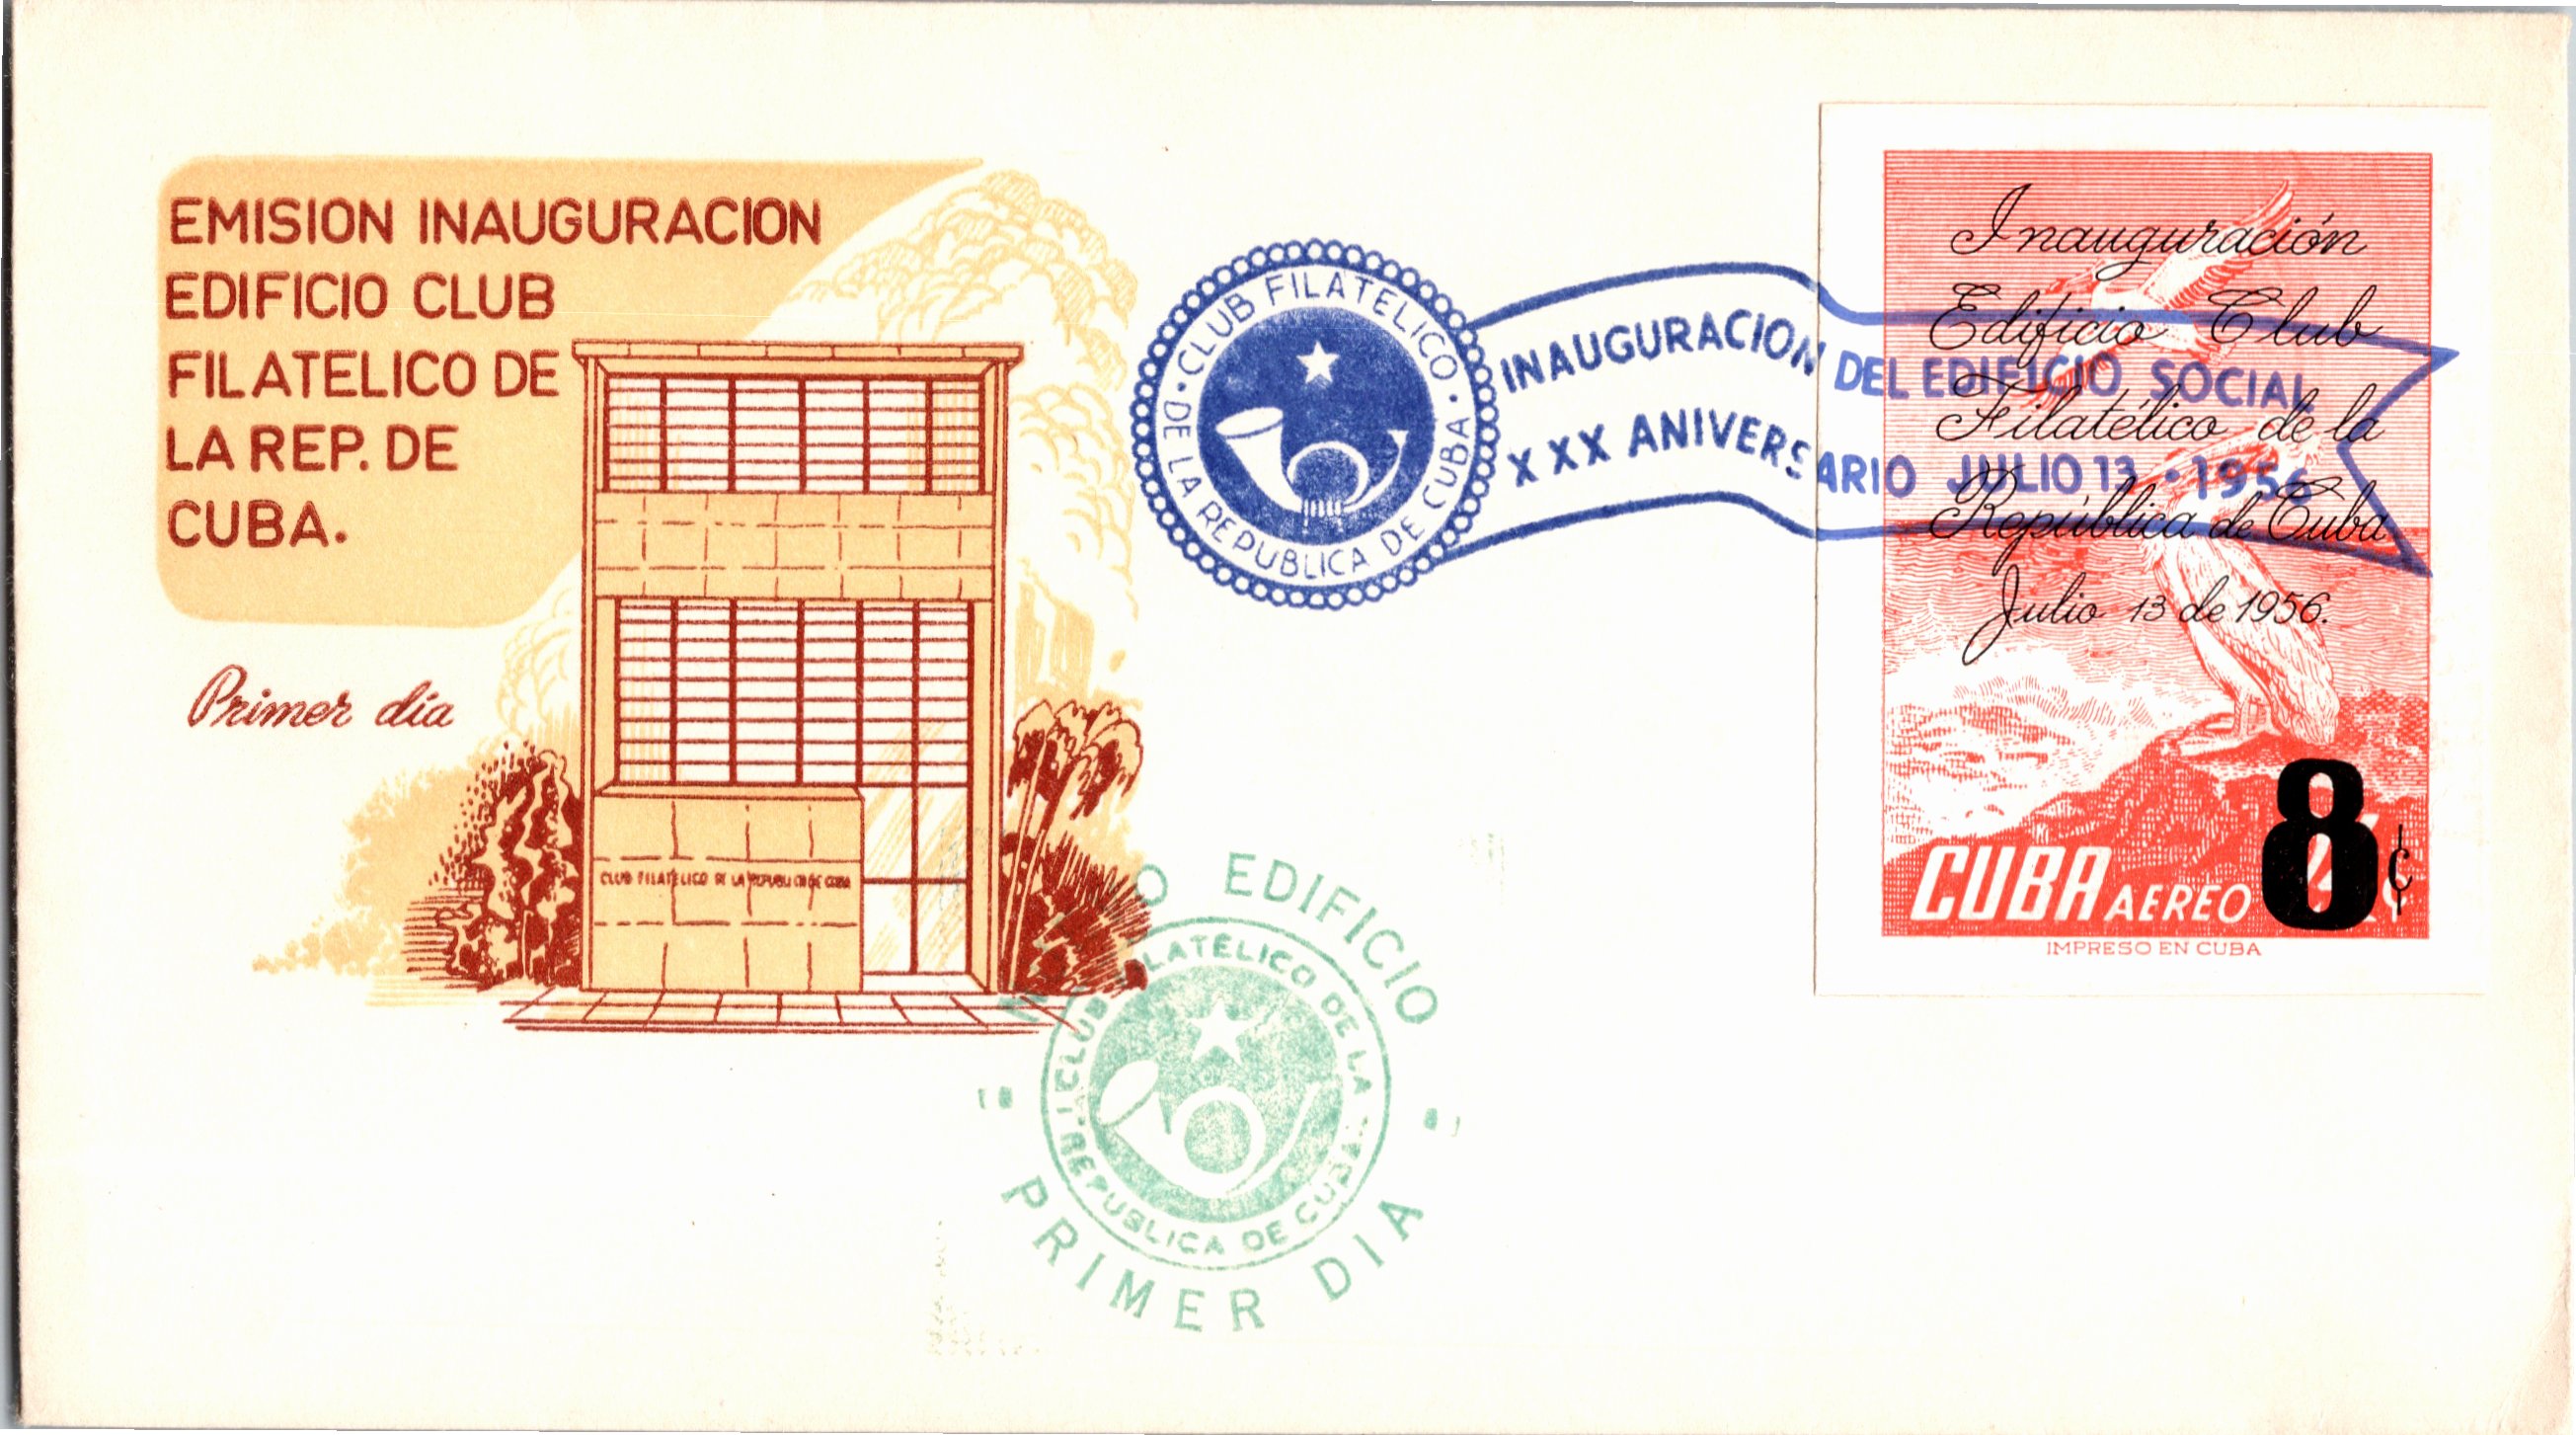 EMISION INAUGURACION
EDIFICIO CLUB
FILATELICO DE
LA REP. DE
CUBA.
Primer día
CLUB FILATELICO DE LA REPUBLICA DE CUBA
CLUB FILATELICO
DE LA REPUBLICA DE CUBA
INAUGURACION DEL EDIFICIO SOCIAL
XXX ANIVERSARIO JULIO 13 • 1956
Inauguración
Edificio Club
Filatélico de la
República de Cuba
Julio 13 de 1956.
8¢
CUBA AEREO
IMPRESO EN CUBA
EDIFICIO
CLUB FILATELICO DE LA
REPUBLICA DE CUBA
PRIMER DIA